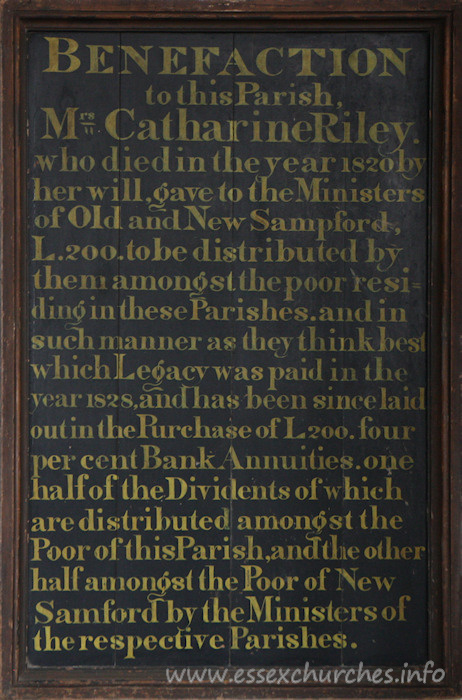 BENEFACTION
to this Parish,
Mrs. Catharine Riley.
who died in the year 1820 by
her will, gave to the Ministers
of Old and New Sampford,
L.200. to be distributed by
them amongst the poor resi=
ding in these Parishes. and in
such manner as they think best
which Legacy was paid in the
year 1828, and has been since laid
out in the Rurchase of L200. four
per cent Bank Annuities. one
half of the Dividents of which
are distributed amongst the
Poor of this Parish, and the other
half amongst the Poor of New
Samford by the Ministers of
the respective Parishes.
www.essexchurches.info